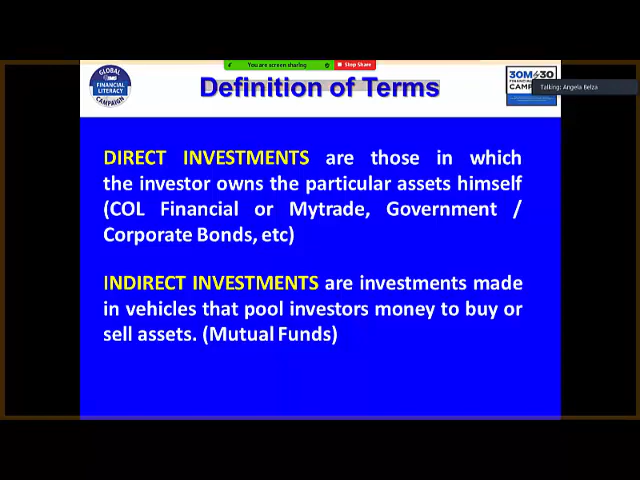 You are screen sharing
Stop Share
GLOBAL
FINANCIAL
LITERACY
CAMPAIGN
Definition of Terms
Talking: Angela Belza
DIRECT INVESTMENTS are those in which
the investor owns the particular assets himself
(COL Financial or Mytrade, Government /
Corporate Bonds, etc)
INDIRECT INVESTMENTS are investments made
in vehicles that pool investors money to buy or
sell assets. (Mutual Funds)